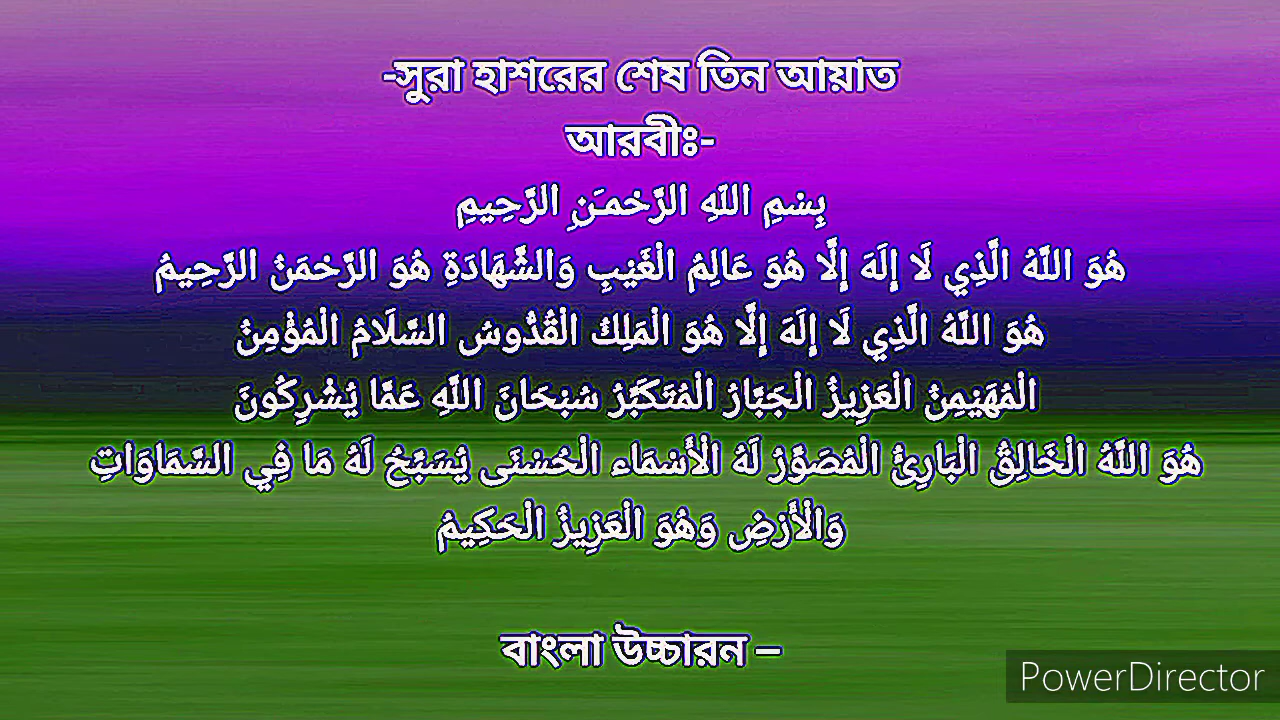 -সুরা হাশরের শেষ তিন আয়াত
আরবীঃ-
بِسْمِ اللّهِ الرَّحْمـَنِ الرَّحِيمِ
هُوَ اللَّهُ الَّذِي لَا إِلَهَ إِلَّا هُوَ عَالِمُ الْغَيْبِ وَالشَّهَادَةِ هُوَ الرَّحْمَنُ الرَّحِيمُ
هُوَ اللَّهُ الَّذِي لَا إِلَهَ إِلَّا هُوَ الْمَلِكُ الْقُدُّوسُ السَّلَامُ الْمُؤْمِنُ
الْمُهَيْمِنُ الْعَزِيزُ الْجَبَّارُ الْمُتَكَبِّرُ سُبْحَانَ اللَّهِ عَمَّا يُشْرِكُونَ
هُوَ اللَّهُ الْخَالِقُ الْبَارِئُ الْمُصَوِّرُ لَهُ الْأَسْمَاء الْحُسْنَى يُسَبِّحُ لَهُ مَا فِي السَّمَاوَاتِ
وَالْأَرْضِ وَهُوَ الْعَزِيزُ الْحَكِيمُ
বাংলা উচ্চারন –
PowerDirector